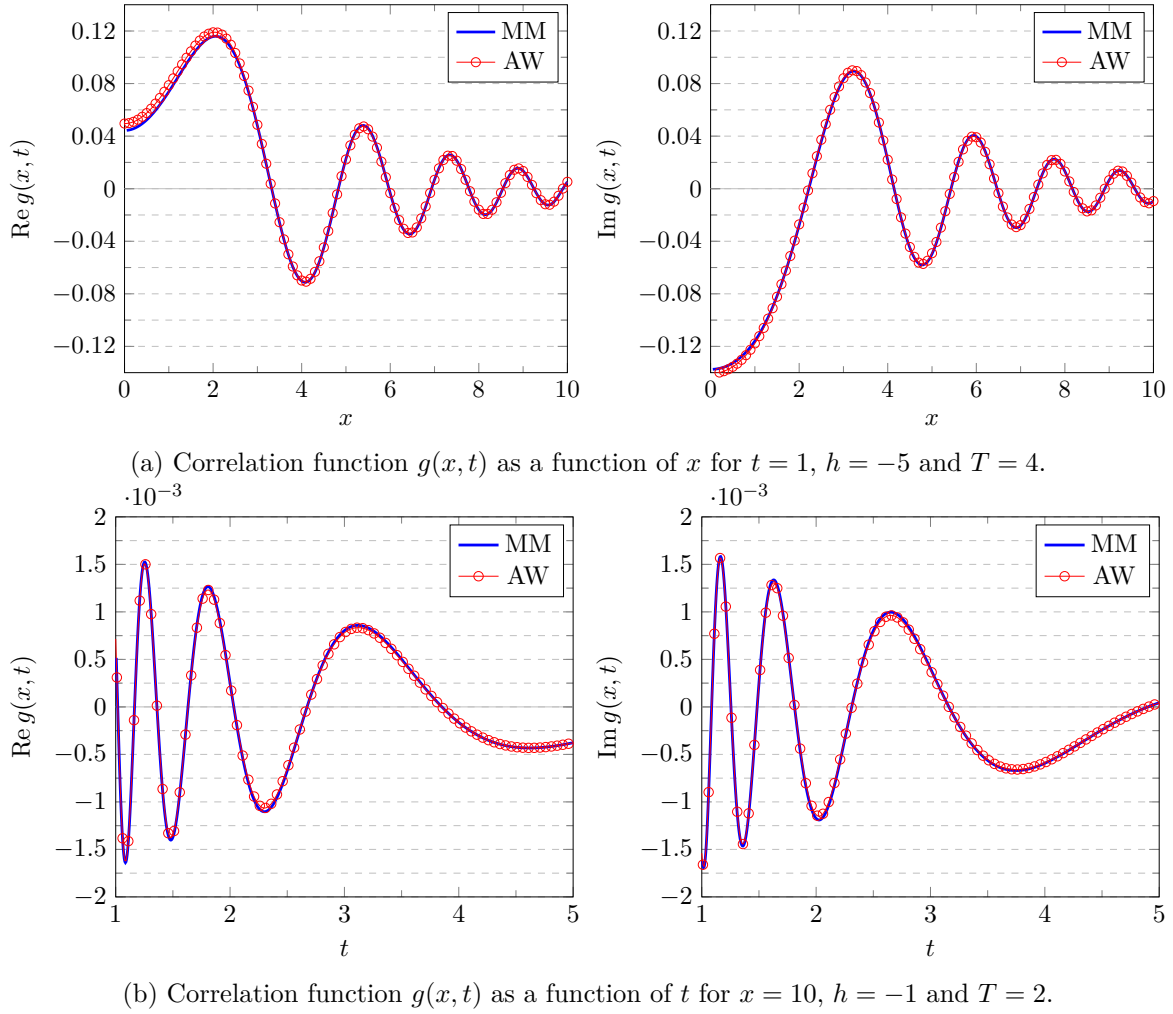 0.12
0.08
0.04
0
−0.04
−0.08
−0.12
Re g(x, t)
MM
AW
0 2 4 6 8 10
x
0.12
0.08
0.04
0
−0.04
−0.08
−0.12
Im g(x, t)
MM
AW
0 2 4 6 8 10
x
(a) Correlation function g(x, t) as a function of x for t = 1, h = −5 and T = 4.
·10⁻³
2
1.5
1
0.5
0
−0.5
−1
−1.5
−2
Re g(x, t)
MM
AW
1 2 3 4 5
t
·10⁻³
2
1.5
1
0.5
0
−0.5
−1
−1.5
−2
Im g(x, t)
MM
AW
1 2 3 4 5
t
(b) Correlation function g(x, t) as a function of t for x = 10, h = −1 and T = 2.